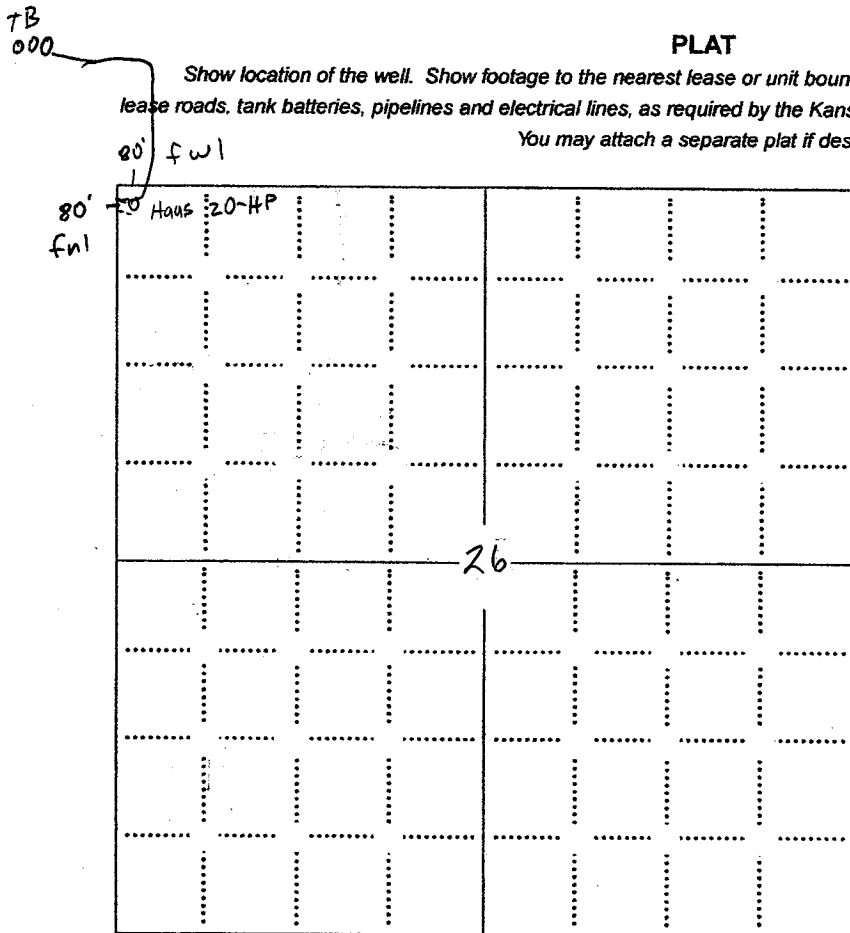 TB
000
PLAT
Show location of the well. Show footage to the nearest lease or unit boun
lease roads, tank batteries, pipelines and electrical lines, as required by the Kans
You may attach a separate plat if des
80' fwl
80' Haas 20-HP
fnl
26